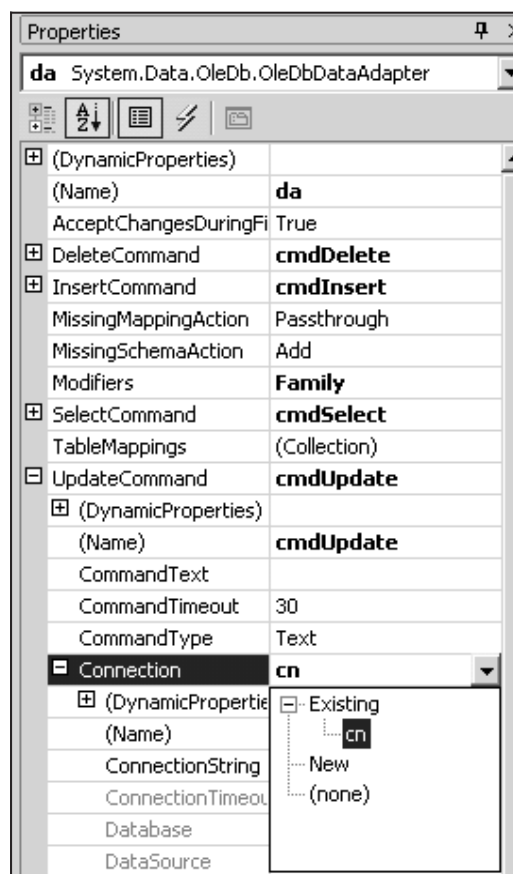 Properties
da System.Data.OleDb.OleDbDataAdapter
(DynamicProperties)
(Name) da
AcceptChangesDuringFi True
DeleteCommand cmdDelete
InsertCommand cmdInsert
MissingMappingAction Passthrough
MissingSchemaAction Add
Modifiers Family
SelectCommand cmdSelect
TableMappings (Collection)
UpdateCommand cmdUpdate
(DynamicProperties)
(Name) cmdUpdate
CommandText
CommandTimeout 30
CommandType Text
Connection cn
(DynamicPropertie Existing
(Name) cn
ConnectionString New
ConnectionTimeou (none)
Database
DataSource